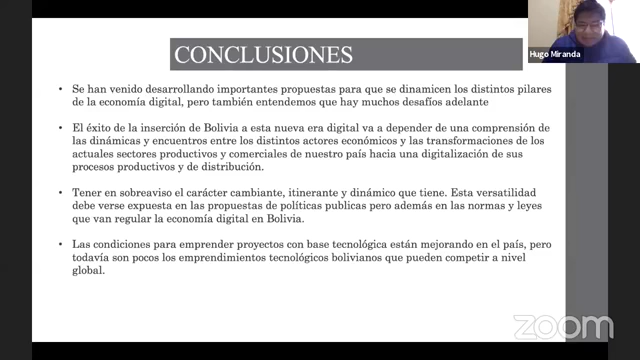 Hugo Miranda
CONCLUSIONES
• Se han venido desarrollando importantes propuestas para que se dinamicen los distintos pilares
de la economía digital, pero también entendemos que hay muchos desafíos adelante
• El éxito de la inserción de Bolivia a esta nueva era digital va a depender de una comprensión de
las dinámicas y encuentros entre los distintos actores económicos y las transformaciones de los
actuales sectores productivos y comerciales de nuestro país hacia una digitalización de sus
procesos productivos y de distribución.
• Tener en sobreaviso el carácter cambiante, itinerante y dinámico que tiene. Esta versatilidad
debe verse expuesta en las propuestas de políticas publicas pero además en las normas y leyes
que van regular la economía digital en Bolivia.
• Las condiciones para emprender proyectos con base tecnológica están mejorando en el país, pero
todavía son pocos los emprendimientos tecnológicos bolivianos que pueden competir a nivel
global.
zoom